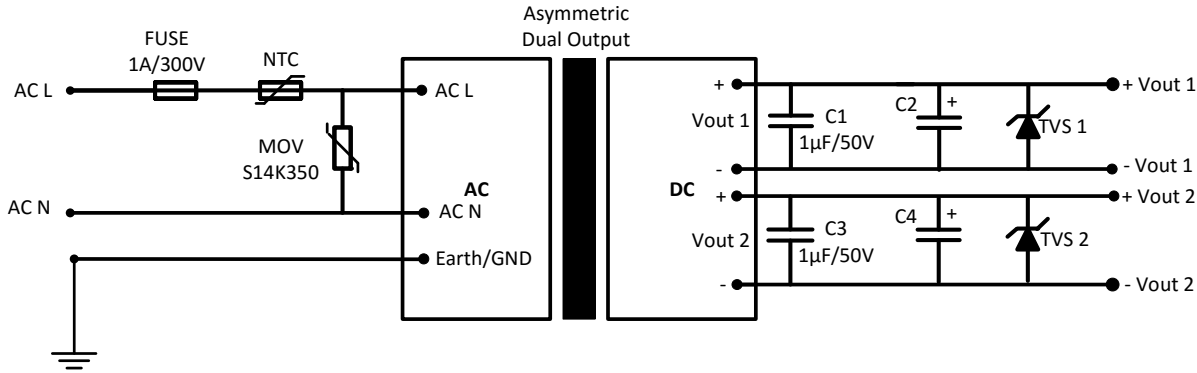 Asymmetric
Dual Output
FUSE
1A/300V
NTC
AC L
AC L
MOV
S14K350
AC
AC N
AC N
Earth/GND
+
Vout 1
-
+
DC
Vout 2
-
C1
1µF/50V
C2
+
TVS 1
+ Vout 1
- Vout 1
+ Vout 2
C3
1µF/50V
C4
+
TVS 2
- Vout 2